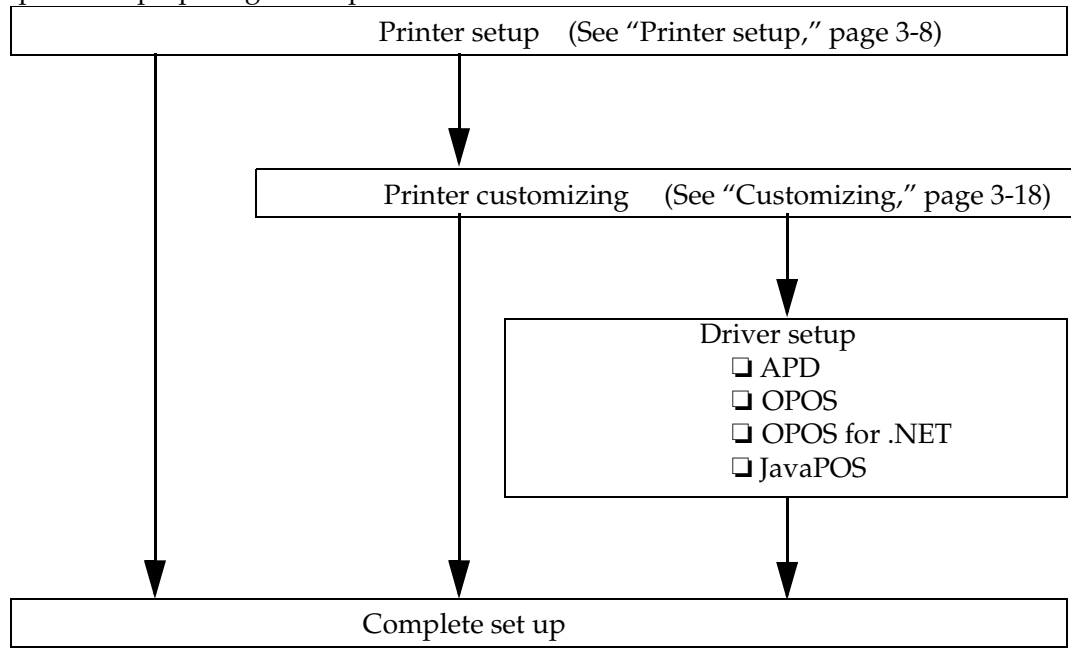 Printer setup (See “Printer setup,” page 3-8)
Printer customizing (See “Customizing,” page 3-18)
Driver setup
❏ APD
❏ OPOS
❏ OPOS for .NET
❏ JavaPOS
Complete set up